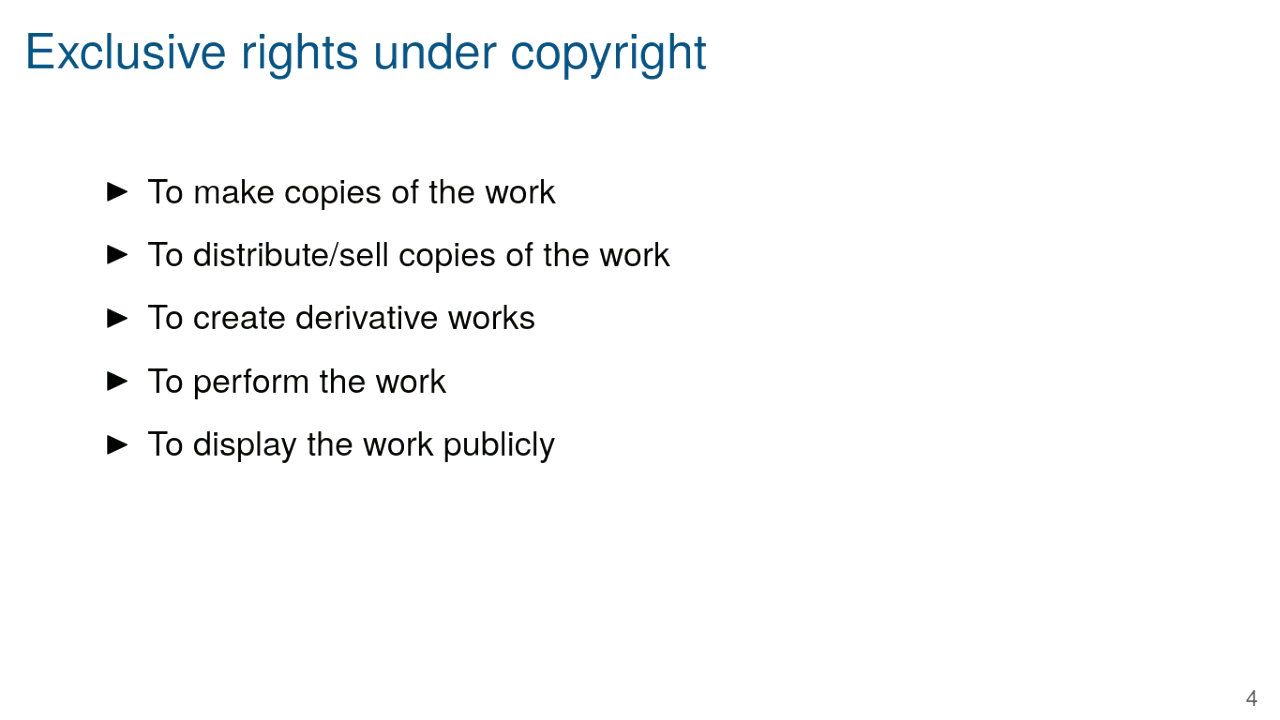 Exclusive rights under copyright
▶ To make copies of the work
▶ To distribute/sell copies of the work
▶ To create derivative works
▶ To perform the work
▶ To display the work publicly
4